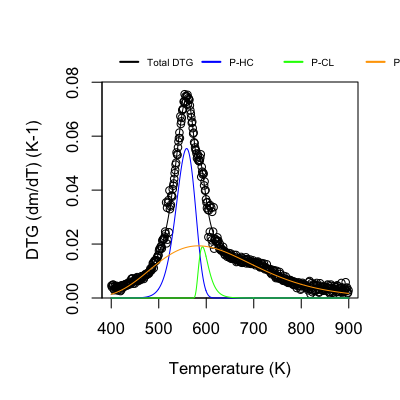 Total DTG P-HC P-CL P
DTG (dm/dT) (K-1)
0.08
0.06
0.04
0.02
0.00
400 500 600 700 800 900
Temperature (K)